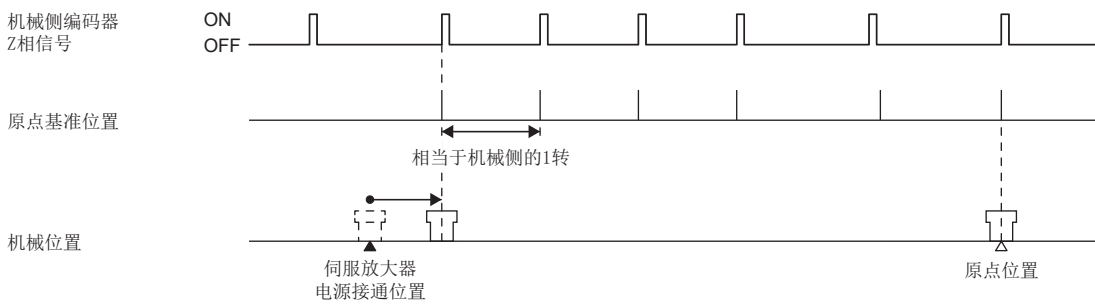 机械侧编码器
Z相信号
ON
OFF
原点基准位置
相当于机械侧的1转
机械位置
伺服放大器
电源接通位置
原点位置